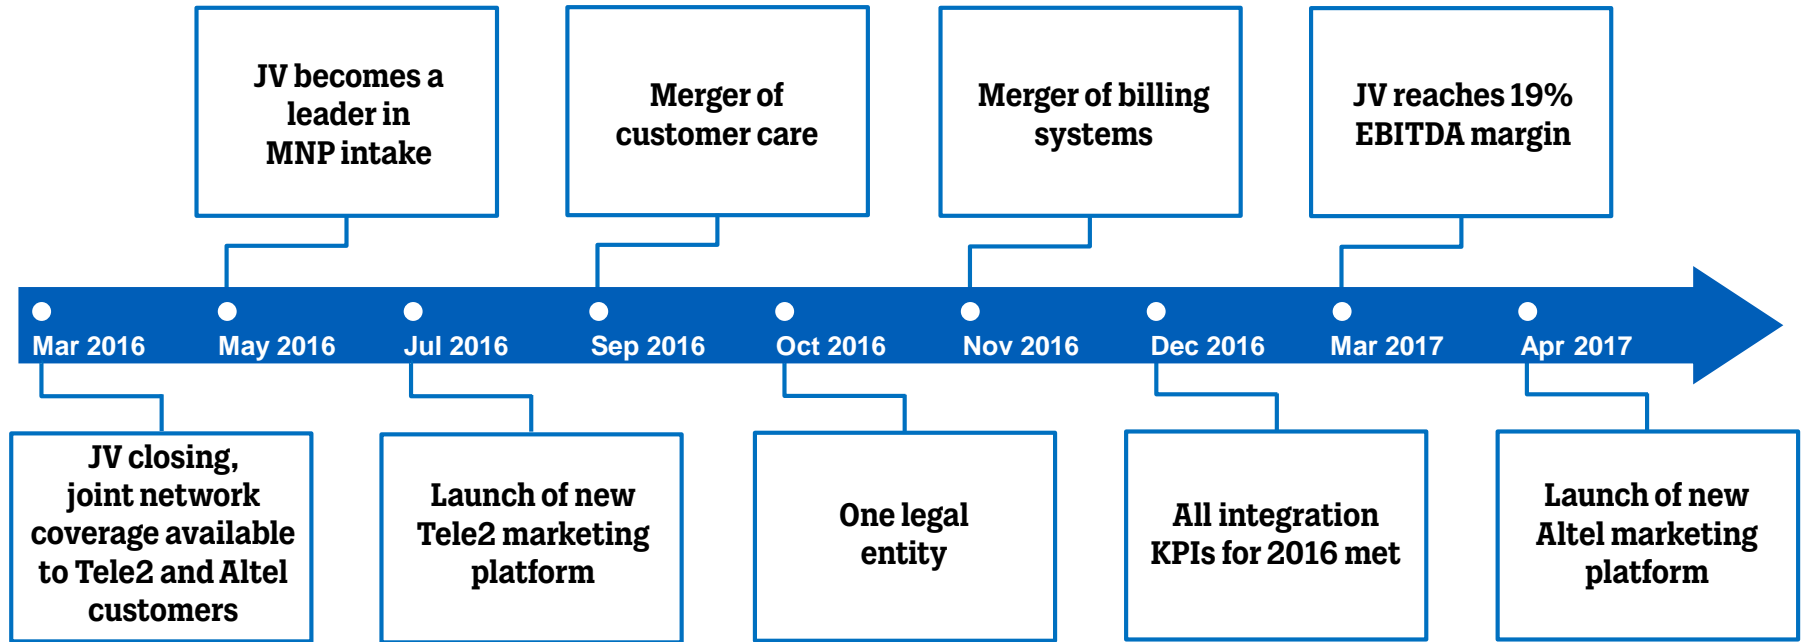 JV becomes a
leader in
MNP intake
Merger of
customer care
Merger of billing
systems
JV reaches 19%
EBITDA margin
Mar 2016
May 2016
Jul 2016
Sep 2016
Oct 2016
Nov 2016
Dec 2016
Mar 2017
Apr 2017
JV closing,
joint network
coverage available
to Tele2 and Altel
customers
Launch of new
Tele2 marketing
platform
One legal
entity
All integration
KPIs for 2016 met
Launch of new
Altel marketing
platform